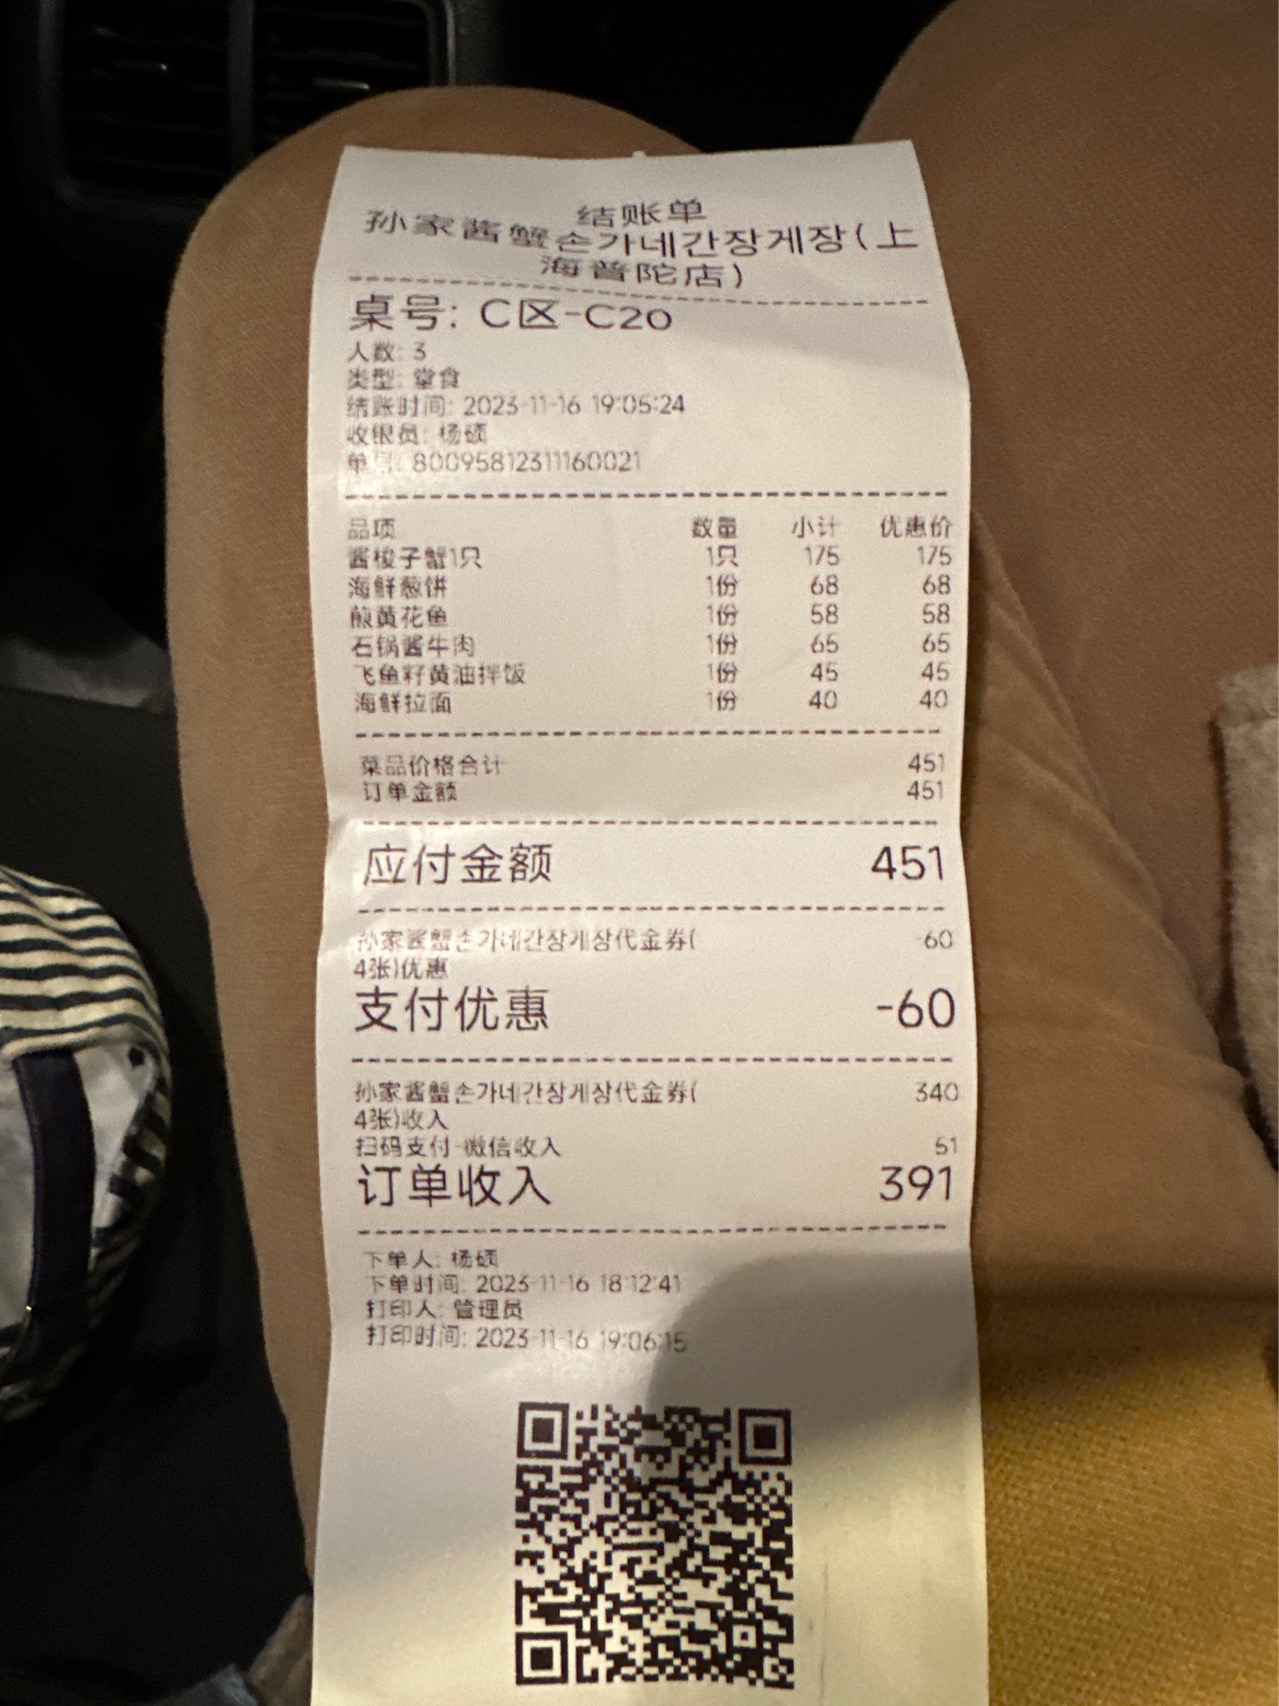 结账单
孙家酱蟹손가네간장게장(上
海普陀店)
桌号: C区-C20
人数: 3
类型: 堂食
结账时间: 2023-11-16 19:05:24
收银员: 杨硕
单号: 80095812311160021
品项 数量 小计 优惠价
酱梭子蟹1只 1只 175 175
海鲜葱饼 1份 68 68
煎黄花鱼 1份 58 58
石锅酱牛肉 1份 65 65
飞鱼籽黄油拌饭 1份 45 45
海鲜拉面 1份 40 40
菜品价格合计 451
订单金额 451
应付金额 451
孙家酱蟹손가네간장게장代金券( -60
4张)优惠
支付优惠 -60
孙家酱蟹손가네간장게장代金券( 340
4张)收入
扫码支付-微信收入 51
订单收入 391
下单人: 杨硕
下单时间: 2023-11-16 18:12:41
打印人: 管理员
打印时间: 2023-11-16 19:06:15